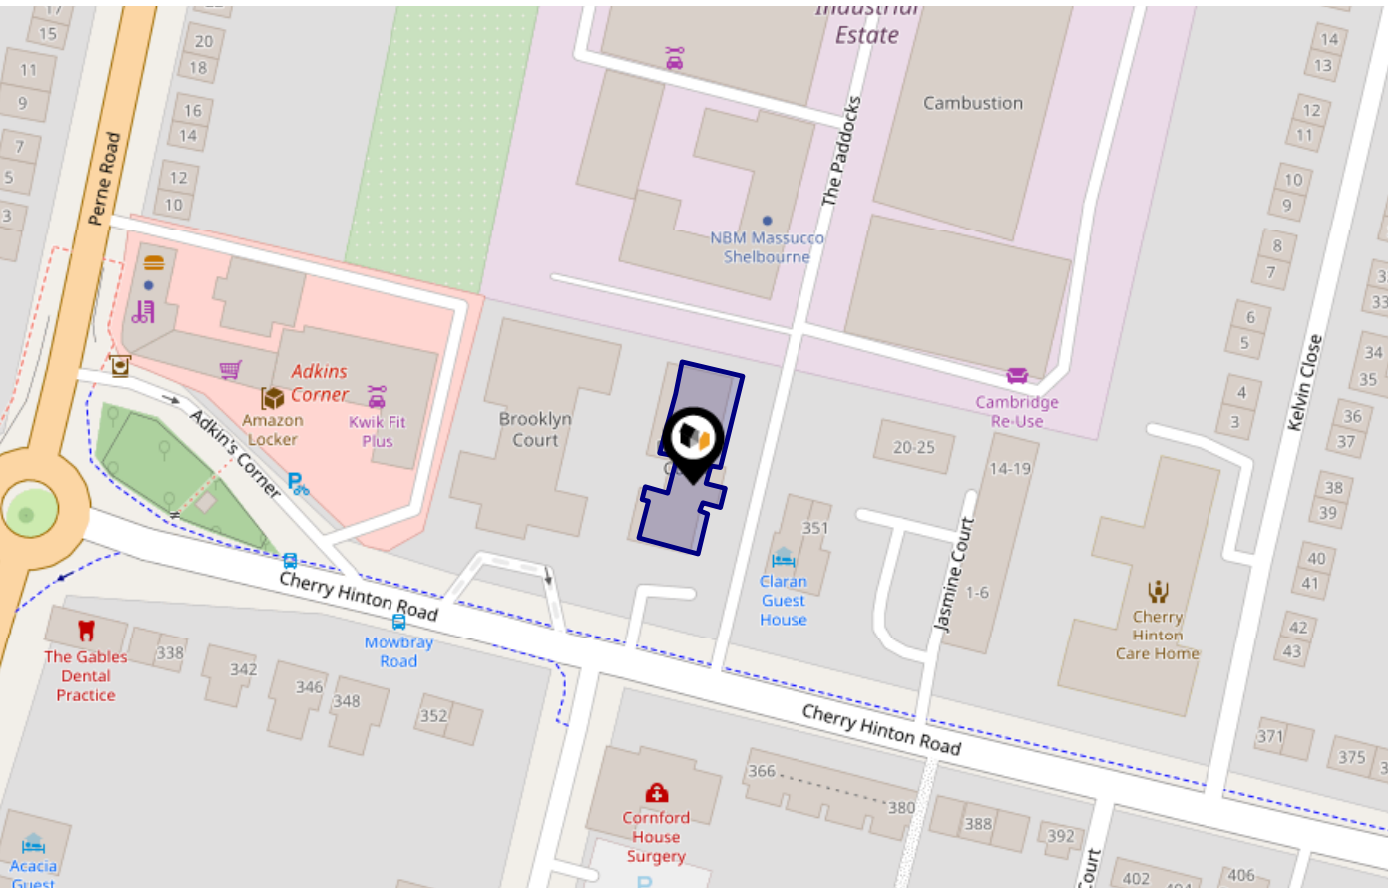 17
15
11
9
7
5
3
20
18
16
14
12
10
Perne Road
Industrial
Estate
Cambustion
The Paddocks
NBM Massucco
Shelbourne
14
13
12
11
10
9
8
7
6
5
4
3
33
34
35
36
37
38
39
40
41
42
43
Kelvin Close
Adkins
Corner
Amazon
Locker
Kwik Fit
Plus
Adkin's Corner
Brooklyn
Court
Cambridge
Re-Use
20-25
14-19
1-6
351
Claran
Guest
House
Jasmine Court
Cherry
Hinton
Care Home
Cherry Hinton Road
Mowbray
Road
The Gables
Dental
Practice
338
342
346
348
352
Cherry Hinton Road
371
375
366
380
388
392
402
406
Court
Cornford
House
Surgery
P
Acacia
Guest